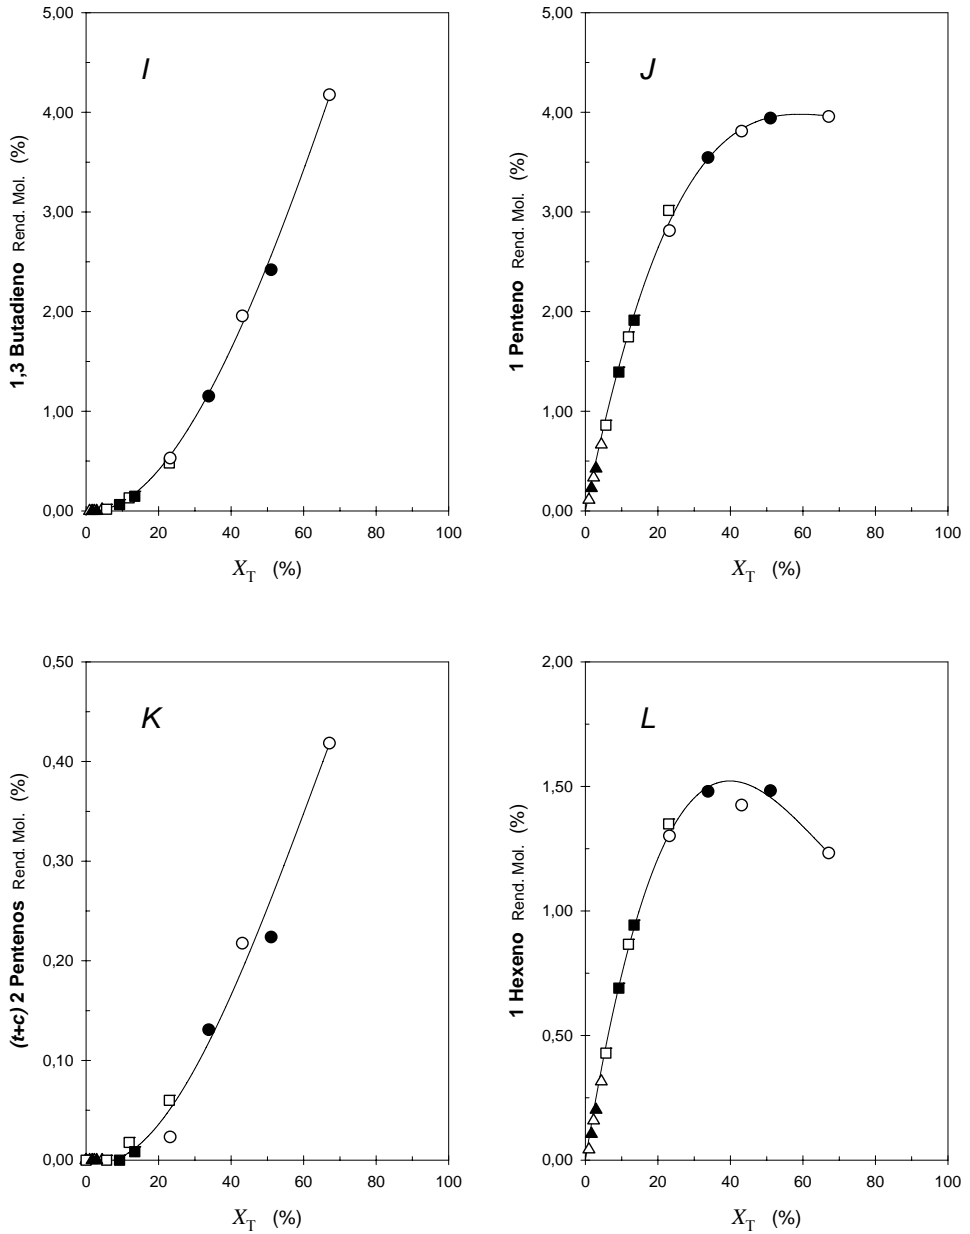 I
5,00
4,00
3,00
2,00
1,00
0,00
1,3 Butadieno Rend. Mol. (%)
0 20 40 60 80 100
X_T (%)
J
5,00
4,00
3,00
2,00
1,00
0,00
1 Penteno Rend. Mol. (%)
0 20 40 60 80 100
X_T (%)
K
0,50
0,40
0,30
0,20
0,10
0,00
(t+c) 2 Pentenos Rend. Mol. (%)
0 20 40 60 80 100
X_T (%)
L
2,00
1,50
1,00
0,50
0,00
1 Hexeno Rend. Mol. (%)
0 20 40 60 80 100
X_T (%)